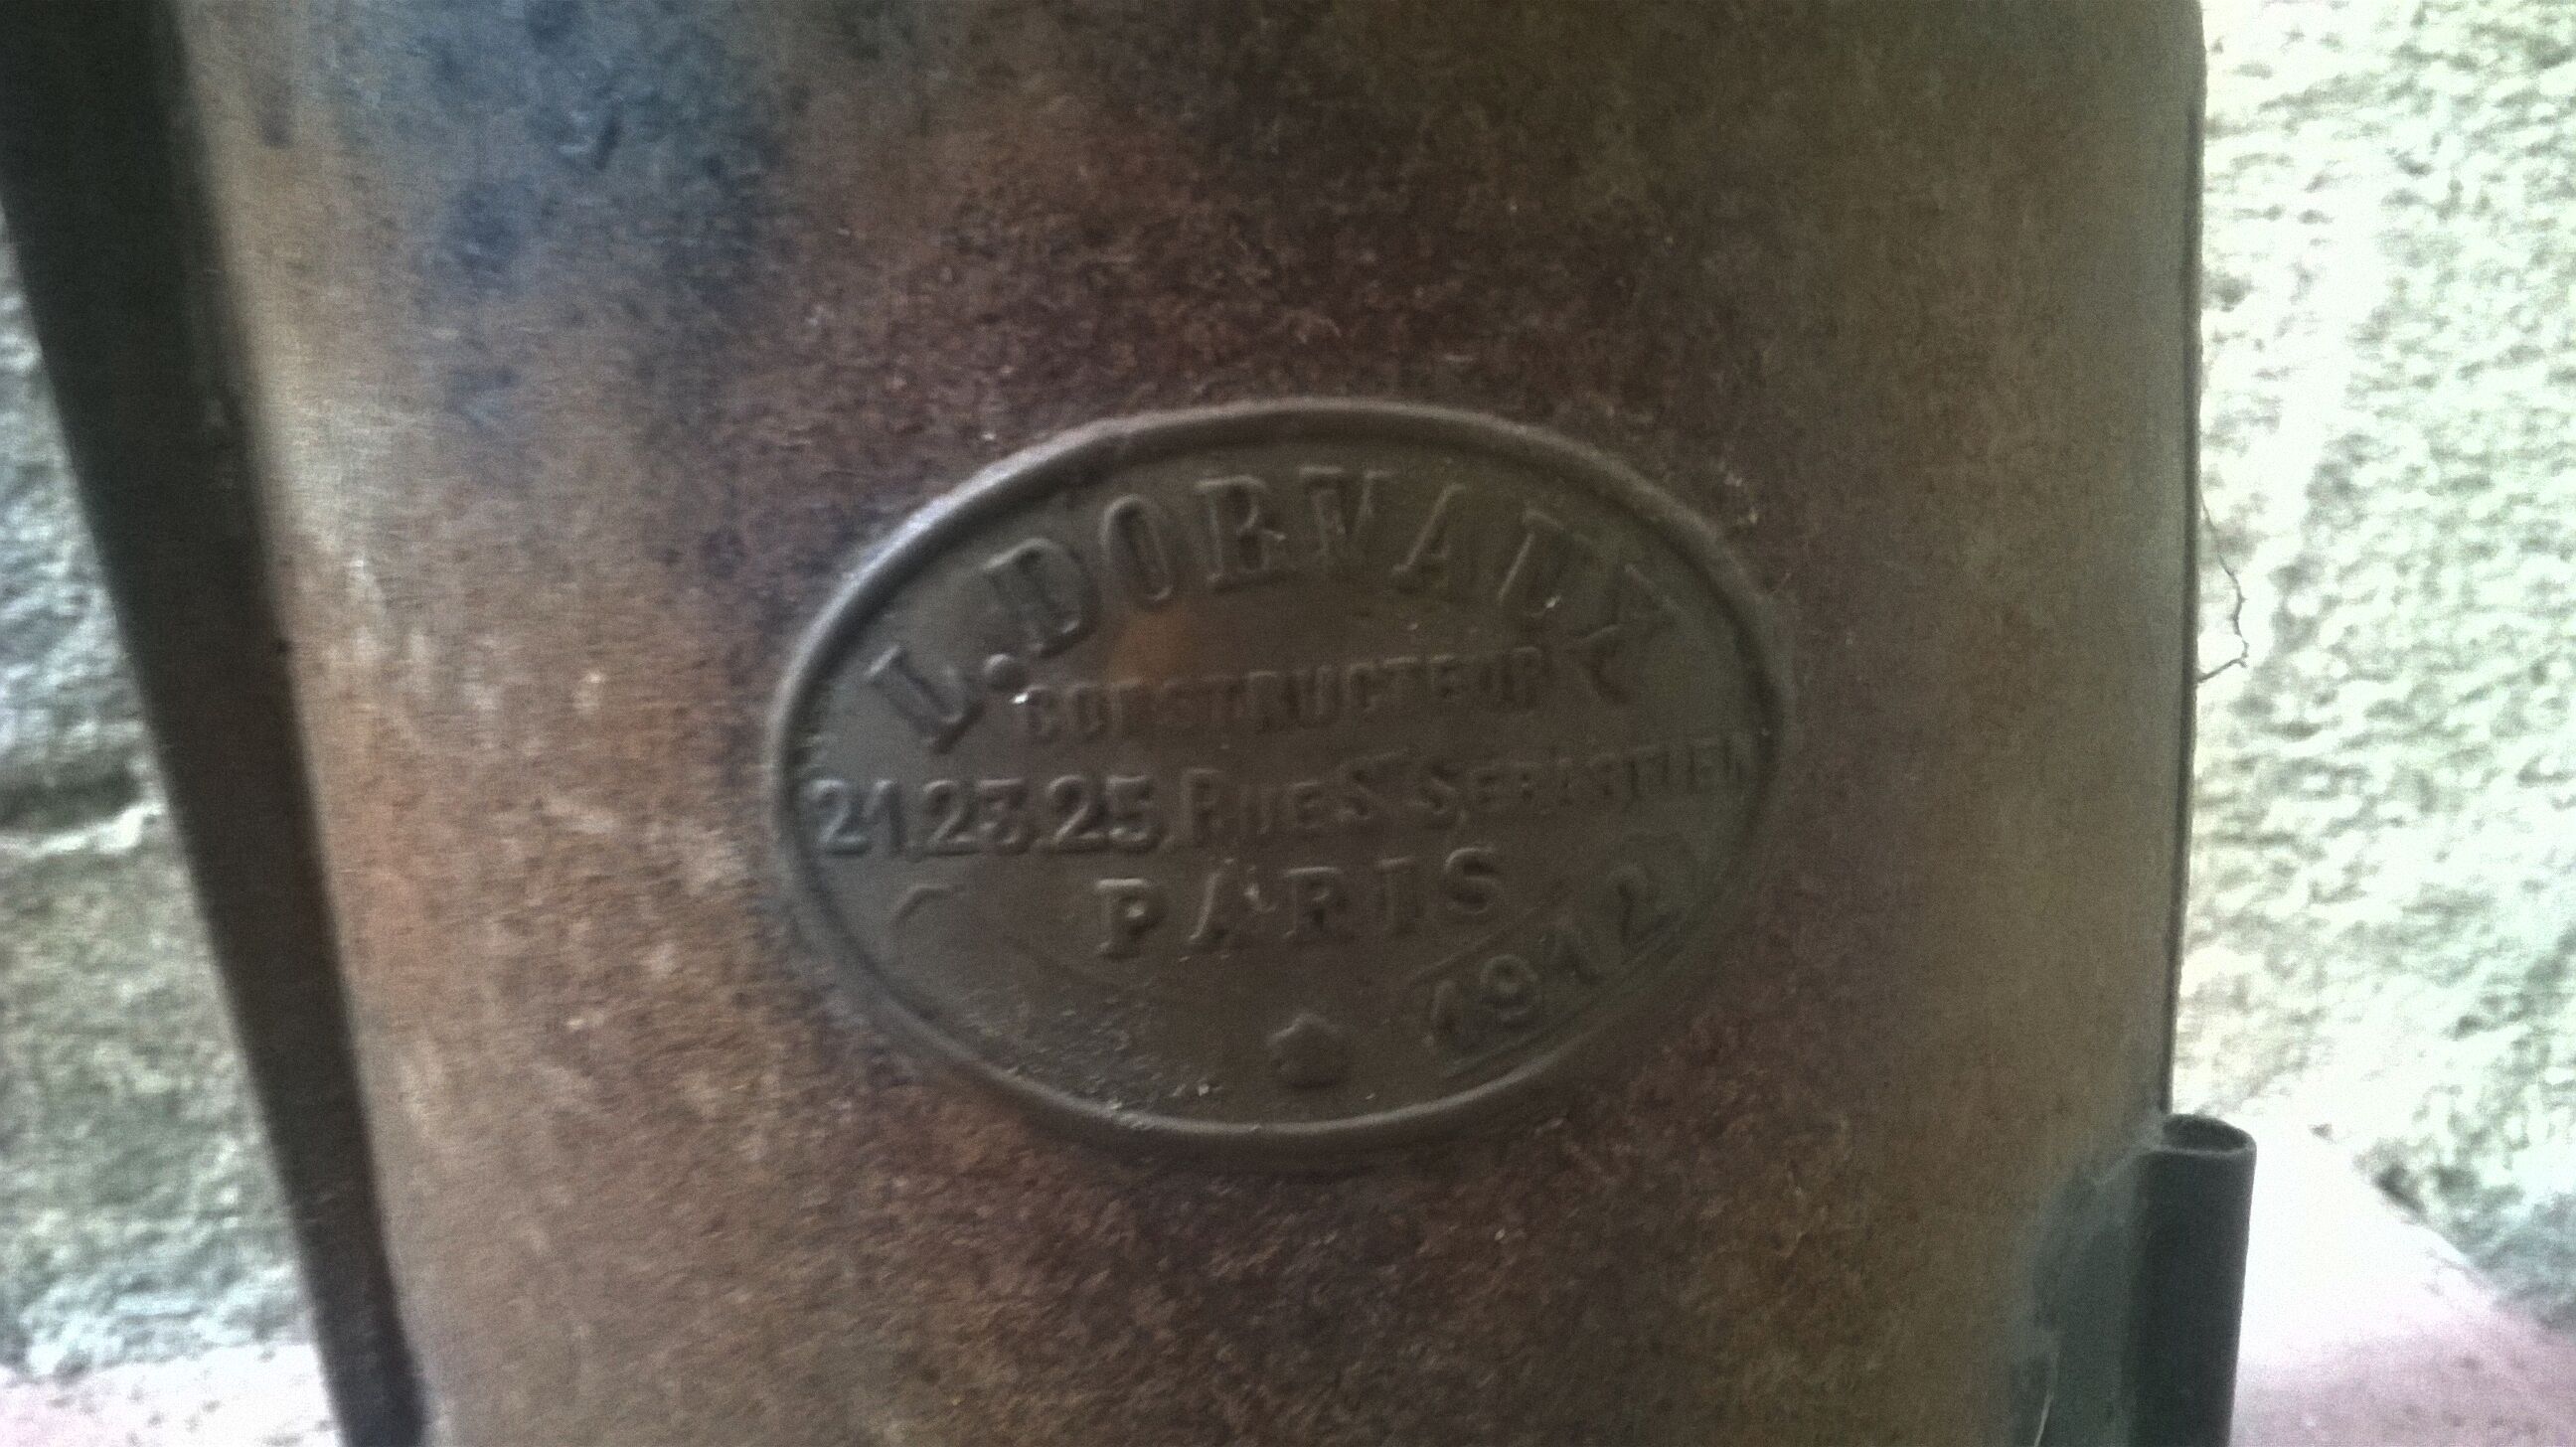 L. DORVAUX
CONSTRUCTEUR
21.23.25, RUE ST SEBASTIEN
PARIS
1912